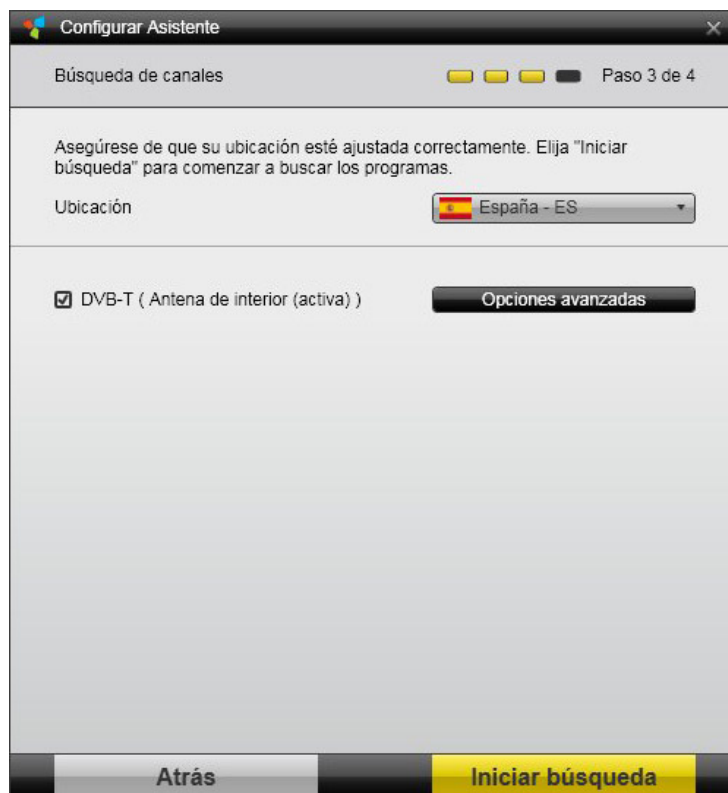 Configurar Asistente
Búsqueda de canales
Paso 3 de 4
Asegúrese de que su ubicación esté ajustada correctamente. Elija "Iniciar
búsqueda" para comenzar a buscar los programas.
Ubicación
España - ES
DVB-T ( Antena de interior (activa) )
Opciones avanzadas
Atrás
Iniciar búsqueda